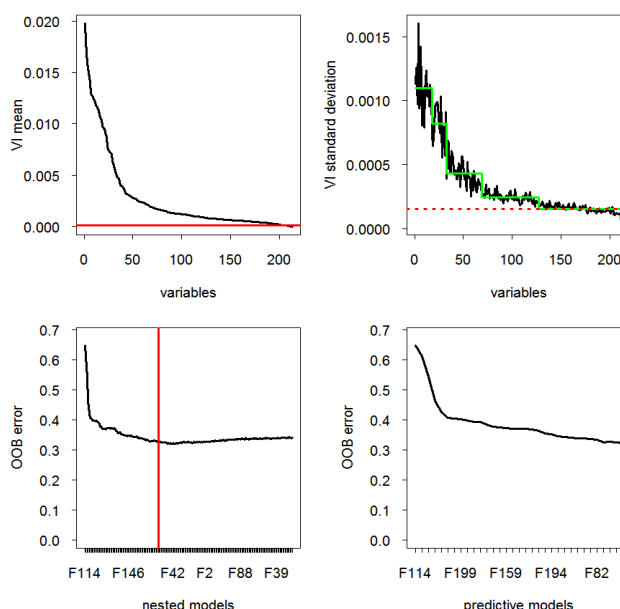 0.020
0.015
0.010
0.005
0.000
VI mean
0 50 100 150 200
variables
0.0015
0.0010
0.0005
0.0000
VI standard deviation
0 50 100 150 200
variables
0.7
0.6
0.5
0.4
0.3
0.2
0.1
0.0
OOB error
F114 F146 F42 F2 F88 F39
nested models
0.7
0.6
0.5
0.4
0.3
0.2
0.1
0.0
OOB error
F114 F199 F159 F194 F82
predictive models